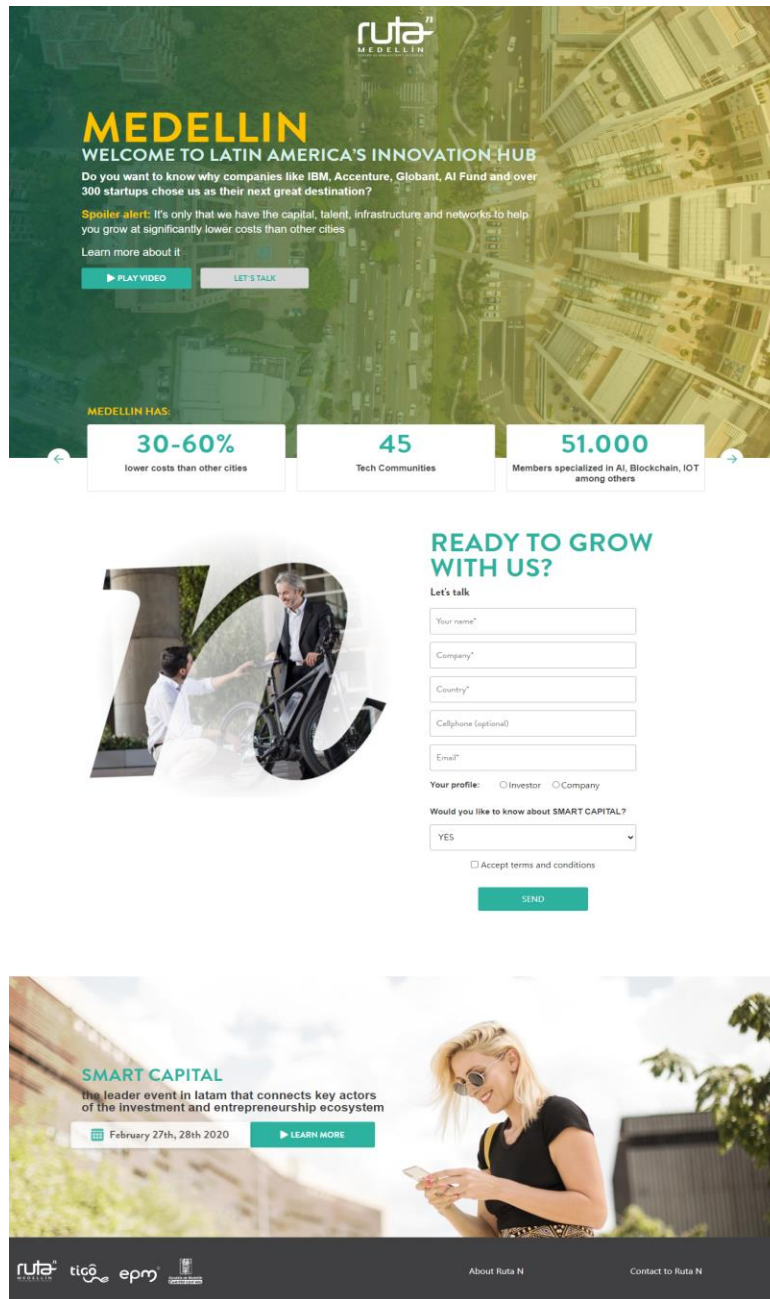 ruta n
MEDELLÍN
MEDELLIN
WELCOME TO LATIN AMERICA'S INNOVATION HUB
Do you want to know why companies like IBM, Accenture, Globant, AI Fund and over
300 startups chose us as their next great destination?
Spoiler alert: It's only that we have the capital, talent, infrastructure and networks to help
you grow at significantly lower costs than other cities
Learn more about it
PLAY VIDEO
LET'S TALK
MEDELLIN HAS:
30-60%
lower costs than other cities
45
Tech Communities
51.000
Members specialized in AI, Blockchain, IOT
among others
n
READY TO GROW
WITH US?
Let's talk
Your name*
Company*
Country*
Cellphone (optional)
Email*
Your profile: Investor Company
Would you like to know about SMART CAPITAL?
YES
Accept terms and conditions
SEND
SMART CAPITAL
the leader event in latam that connects key actors
of the investment and entrepreneurship ecosystem
February 27th, 28th 2020
LEARN MORE
ruta n
MEDELLÍN
tigo
epm
About Ruta N
Contact to Ruta N